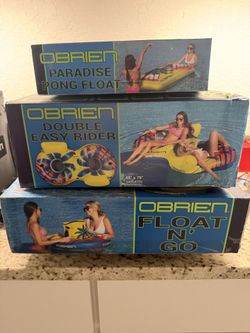 OBRIEN
PARADISE
PONG FLOAT
OBRIEN
DOUBLE
EASY RIDER
OBRIEN
FLOAT
N'
GO